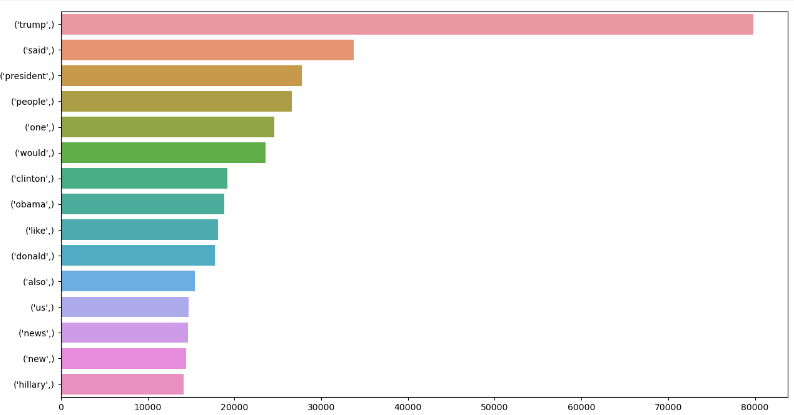 ('trump',)
('said',)
('president',)
('people',)
('one',)
('would',)
('clinton',)
('obama',)
('like',)
('donald',)
('also',)
('us',)
('news',)
('new',)
('hillary',)
0 10000 20000 30000 40000 50000 60000 70000 80000